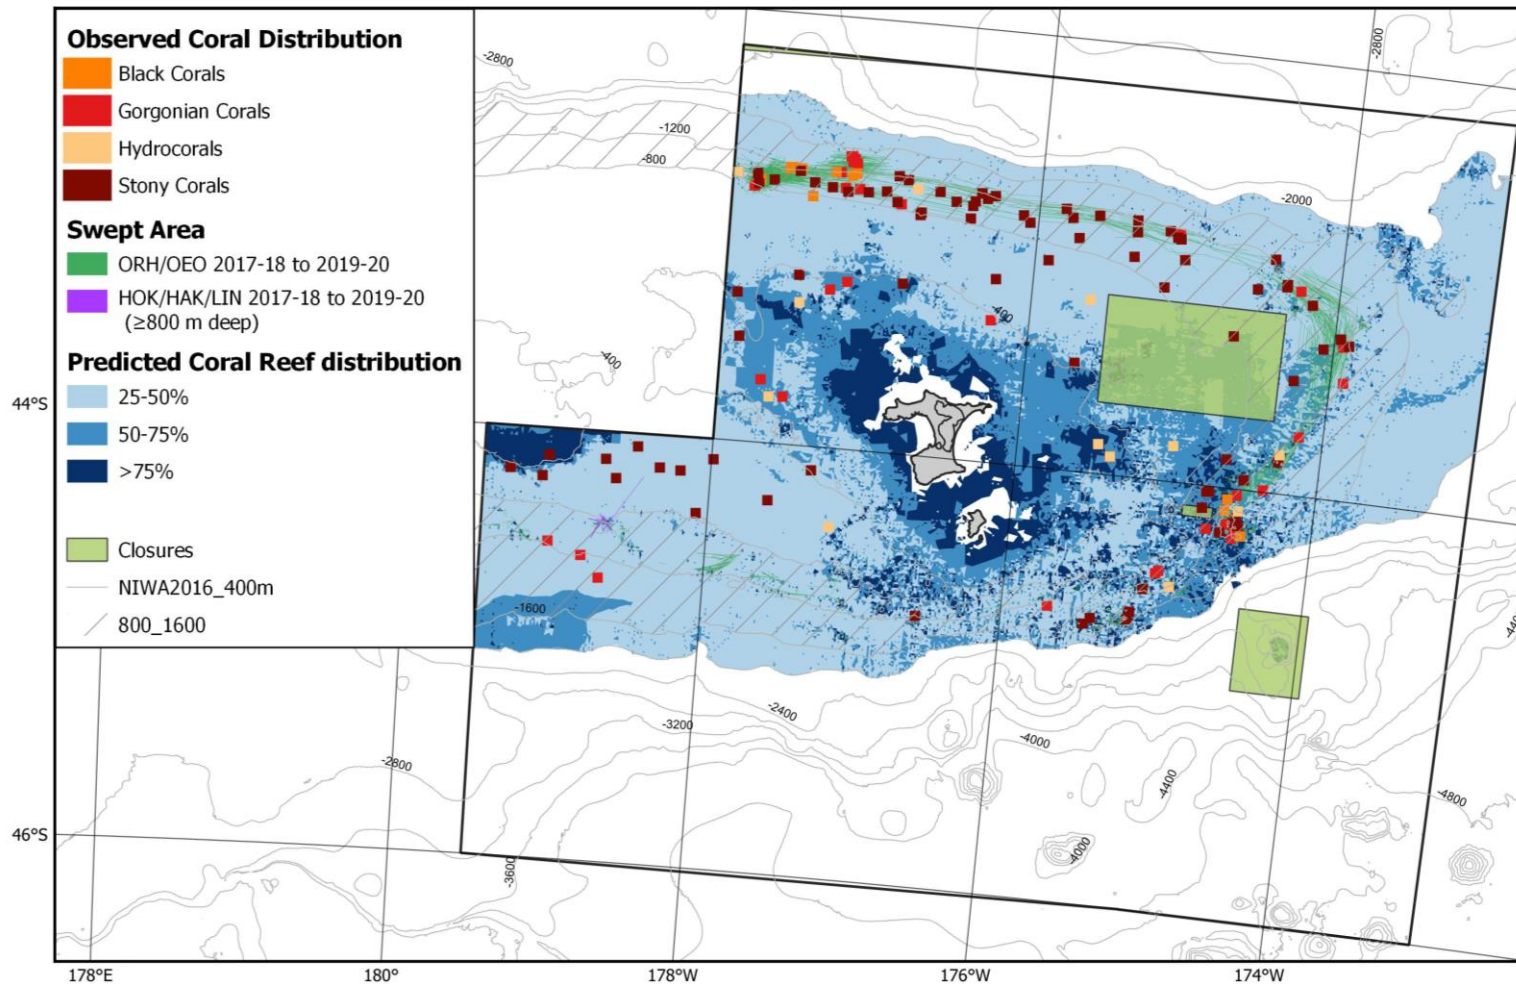 Observed Coral Distribution
Black Corals
Gorgonian Corals
Hydrocorals
Stony Corals
Swept Area
ORH/OEO 2017-18 to 2019-20
HOK/HAK/LIN 2017-18 to 2019-20
(≥800 m deep)
Predicted Coral Reef distribution
25-50%
50-75%
>75%
Closures
NIWA2016_400m
800_1600
-2800
-2800
-1200
-800
-2000
-400
-400
44°S
-1600
-2400
-3200
-4000
-2800
-4400
-4800
-4000
46°S
-3600
178°E
180°
178°W
176°W
174°W